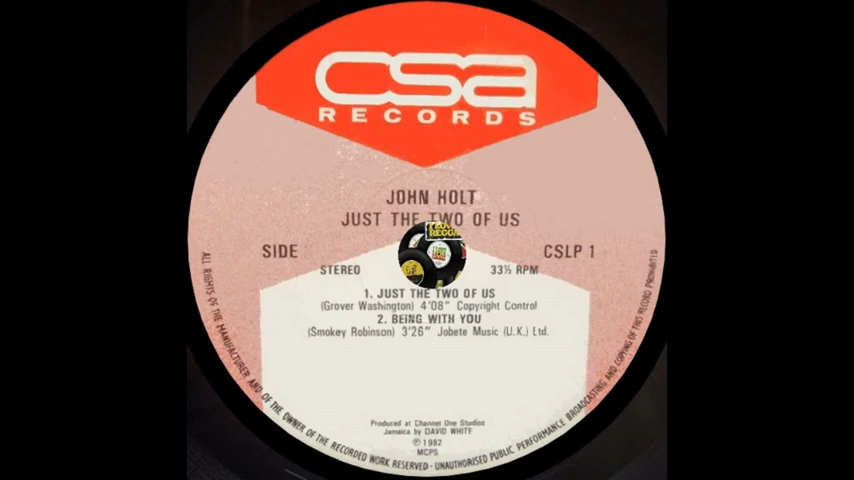 csa
RECORDS
JOHN HOLT
JUST THE TWO OF US
SIDE
CSLP 1
STEREO
33⅓ RPM
1. JUST THE TWO OF US
(Grover Washington) 4'08" Copyright Control
2. BEING WITH YOU
(Smokey Robinson) 3'26" Jobete Music (U.K.) Ltd.
Produced at Channel One Studios
Jamaica by DAVID WHITE
℗ 1982
MCPS
ALL RIGHTS OF THE MANUFACTURER AND OF THE OWNER OF THE RECORDED WORK RESERVED - UNAUTHORISED PUBLIC PERFORMANCE BROADCASTING AND COPYING OF THIS RECORD PROHIBITED